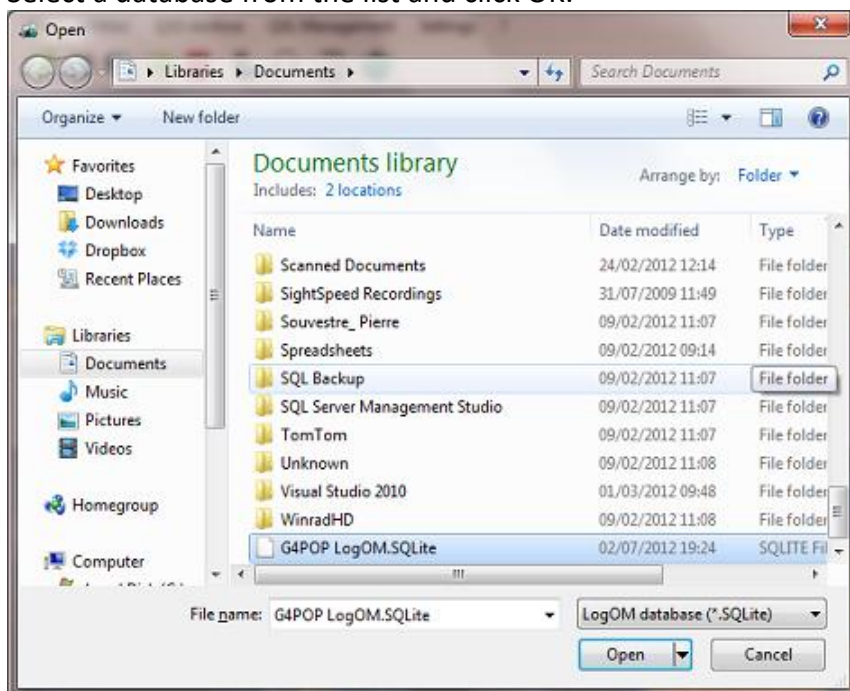 Select a database from the list and click OK.
Open
Libraries Documents Search Documents
Organize New folder
Favorites
Desktop
Downloads
Dropbox
Recent Places
Libraries
Documents
Music
Pictures
Videos
Homegroup
Computer
Documents library
Includes: 2 locations
Arrange by: Folder
Name Date modified Type
Scanned Documents 24/02/2012 12:14 File folder
SightSpeed Recordings 31/07/2009 11:49 File folder
Souvestre_ Pierre 09/02/2012 11:07 File folder
Spreadsheets 09/02/2012 09:14 File folder
SQL Backup 09/02/2012 11:07 File folder
SQL Server Management Studio 09/02/2012 11:07 File folder
TomTom 09/02/2012 11:07 File folder
Unknown 09/02/2012 11:08 File folder
Visual Studio 2010 01/03/2012 09:48 File folder
WinradHD 09/02/2012 11:08 File folder
G4POP LogOM.SQLite 02/07/2012 19:24 SQLITE Fil
File name: G4POP LogOM.SQLite LogOM database (*.SQLite)
Open Cancel